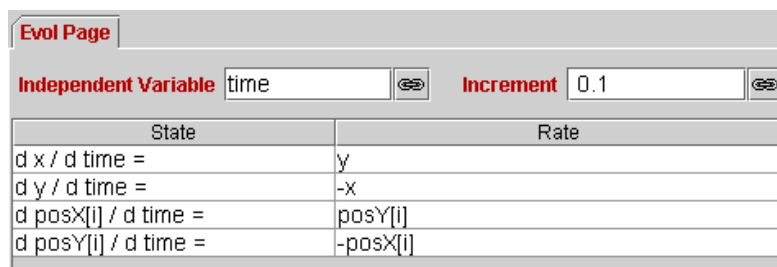 Evol Page
Independent Variable time Increment 0.1
State Rate
d x / d time = y
d y / d time = -x
d posX[i] / d time = posY[i]
d posY[i] / d time = -posX[i]